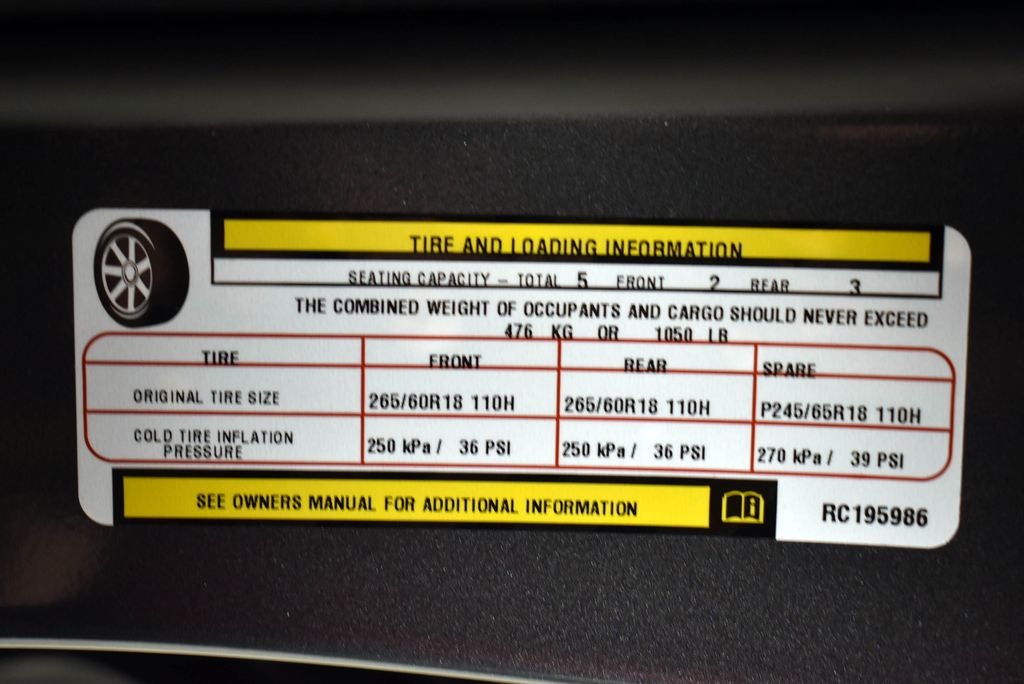 TIRE AND LOADING INFORMATION
SEATING CAPACITY – TOTAL 5 FRONT 2 REAR 3
THE COMBINED WEIGHT OF OCCUPANTS AND CARGO SHOULD NEVER EXCEED
476 KG OR 1050 LB
TIRE FRONT REAR SPARE
ORIGINAL TIRE SIZE 265/60R18 110H 265/60R18 110H P245/65R18 110H
COLD TIRE INFLATION
PRESSURE 250 kPa / 36 PSI 250 kPa / 36 PSI 270 kPa / 39 PSI
SEE OWNERS MANUAL FOR ADDITIONAL INFORMATION
RC195986